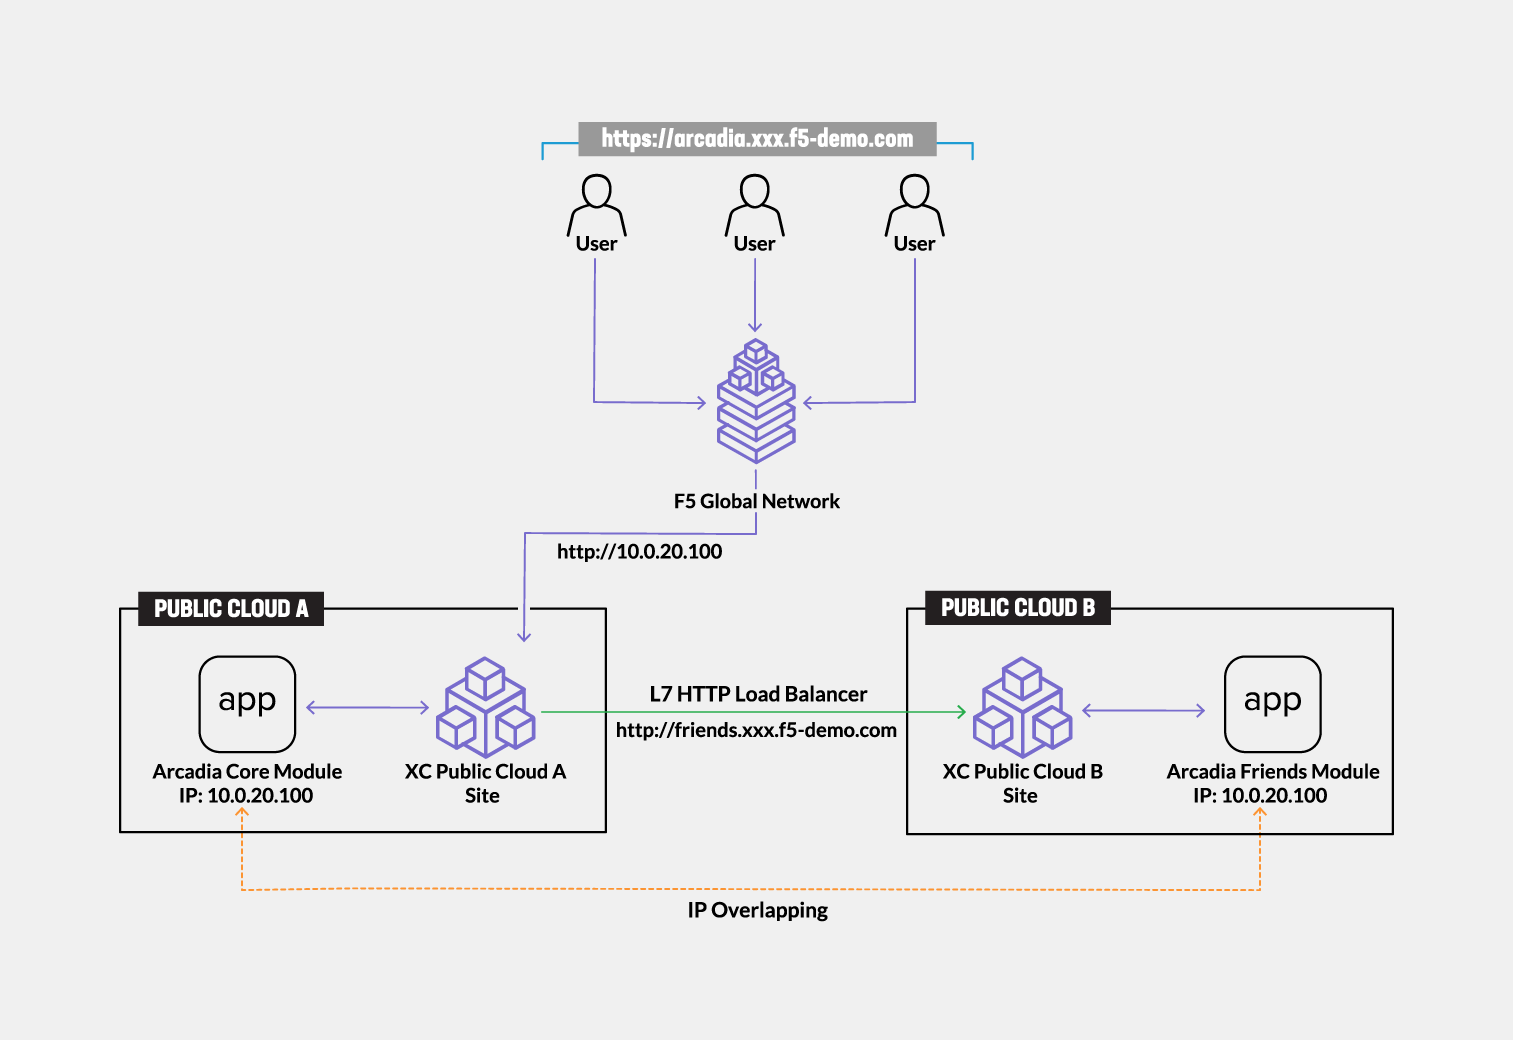 https://arcadia.xxx.f5-demo.com
User
User
User
F5 Global Network
http://10.0.20.100
PUBLIC CLOUD A
PUBLIC CLOUD B
app
app
L7 HTTP Load Balancer
http://friends.xxx.f5-demo.com
Arcadia Core Module
IP: 10.0.20.100
XC Public Cloud A
Site
XC Public Cloud B
Site
Arcadia Friends Module
IP: 10.0.20.100
IP Overlapping